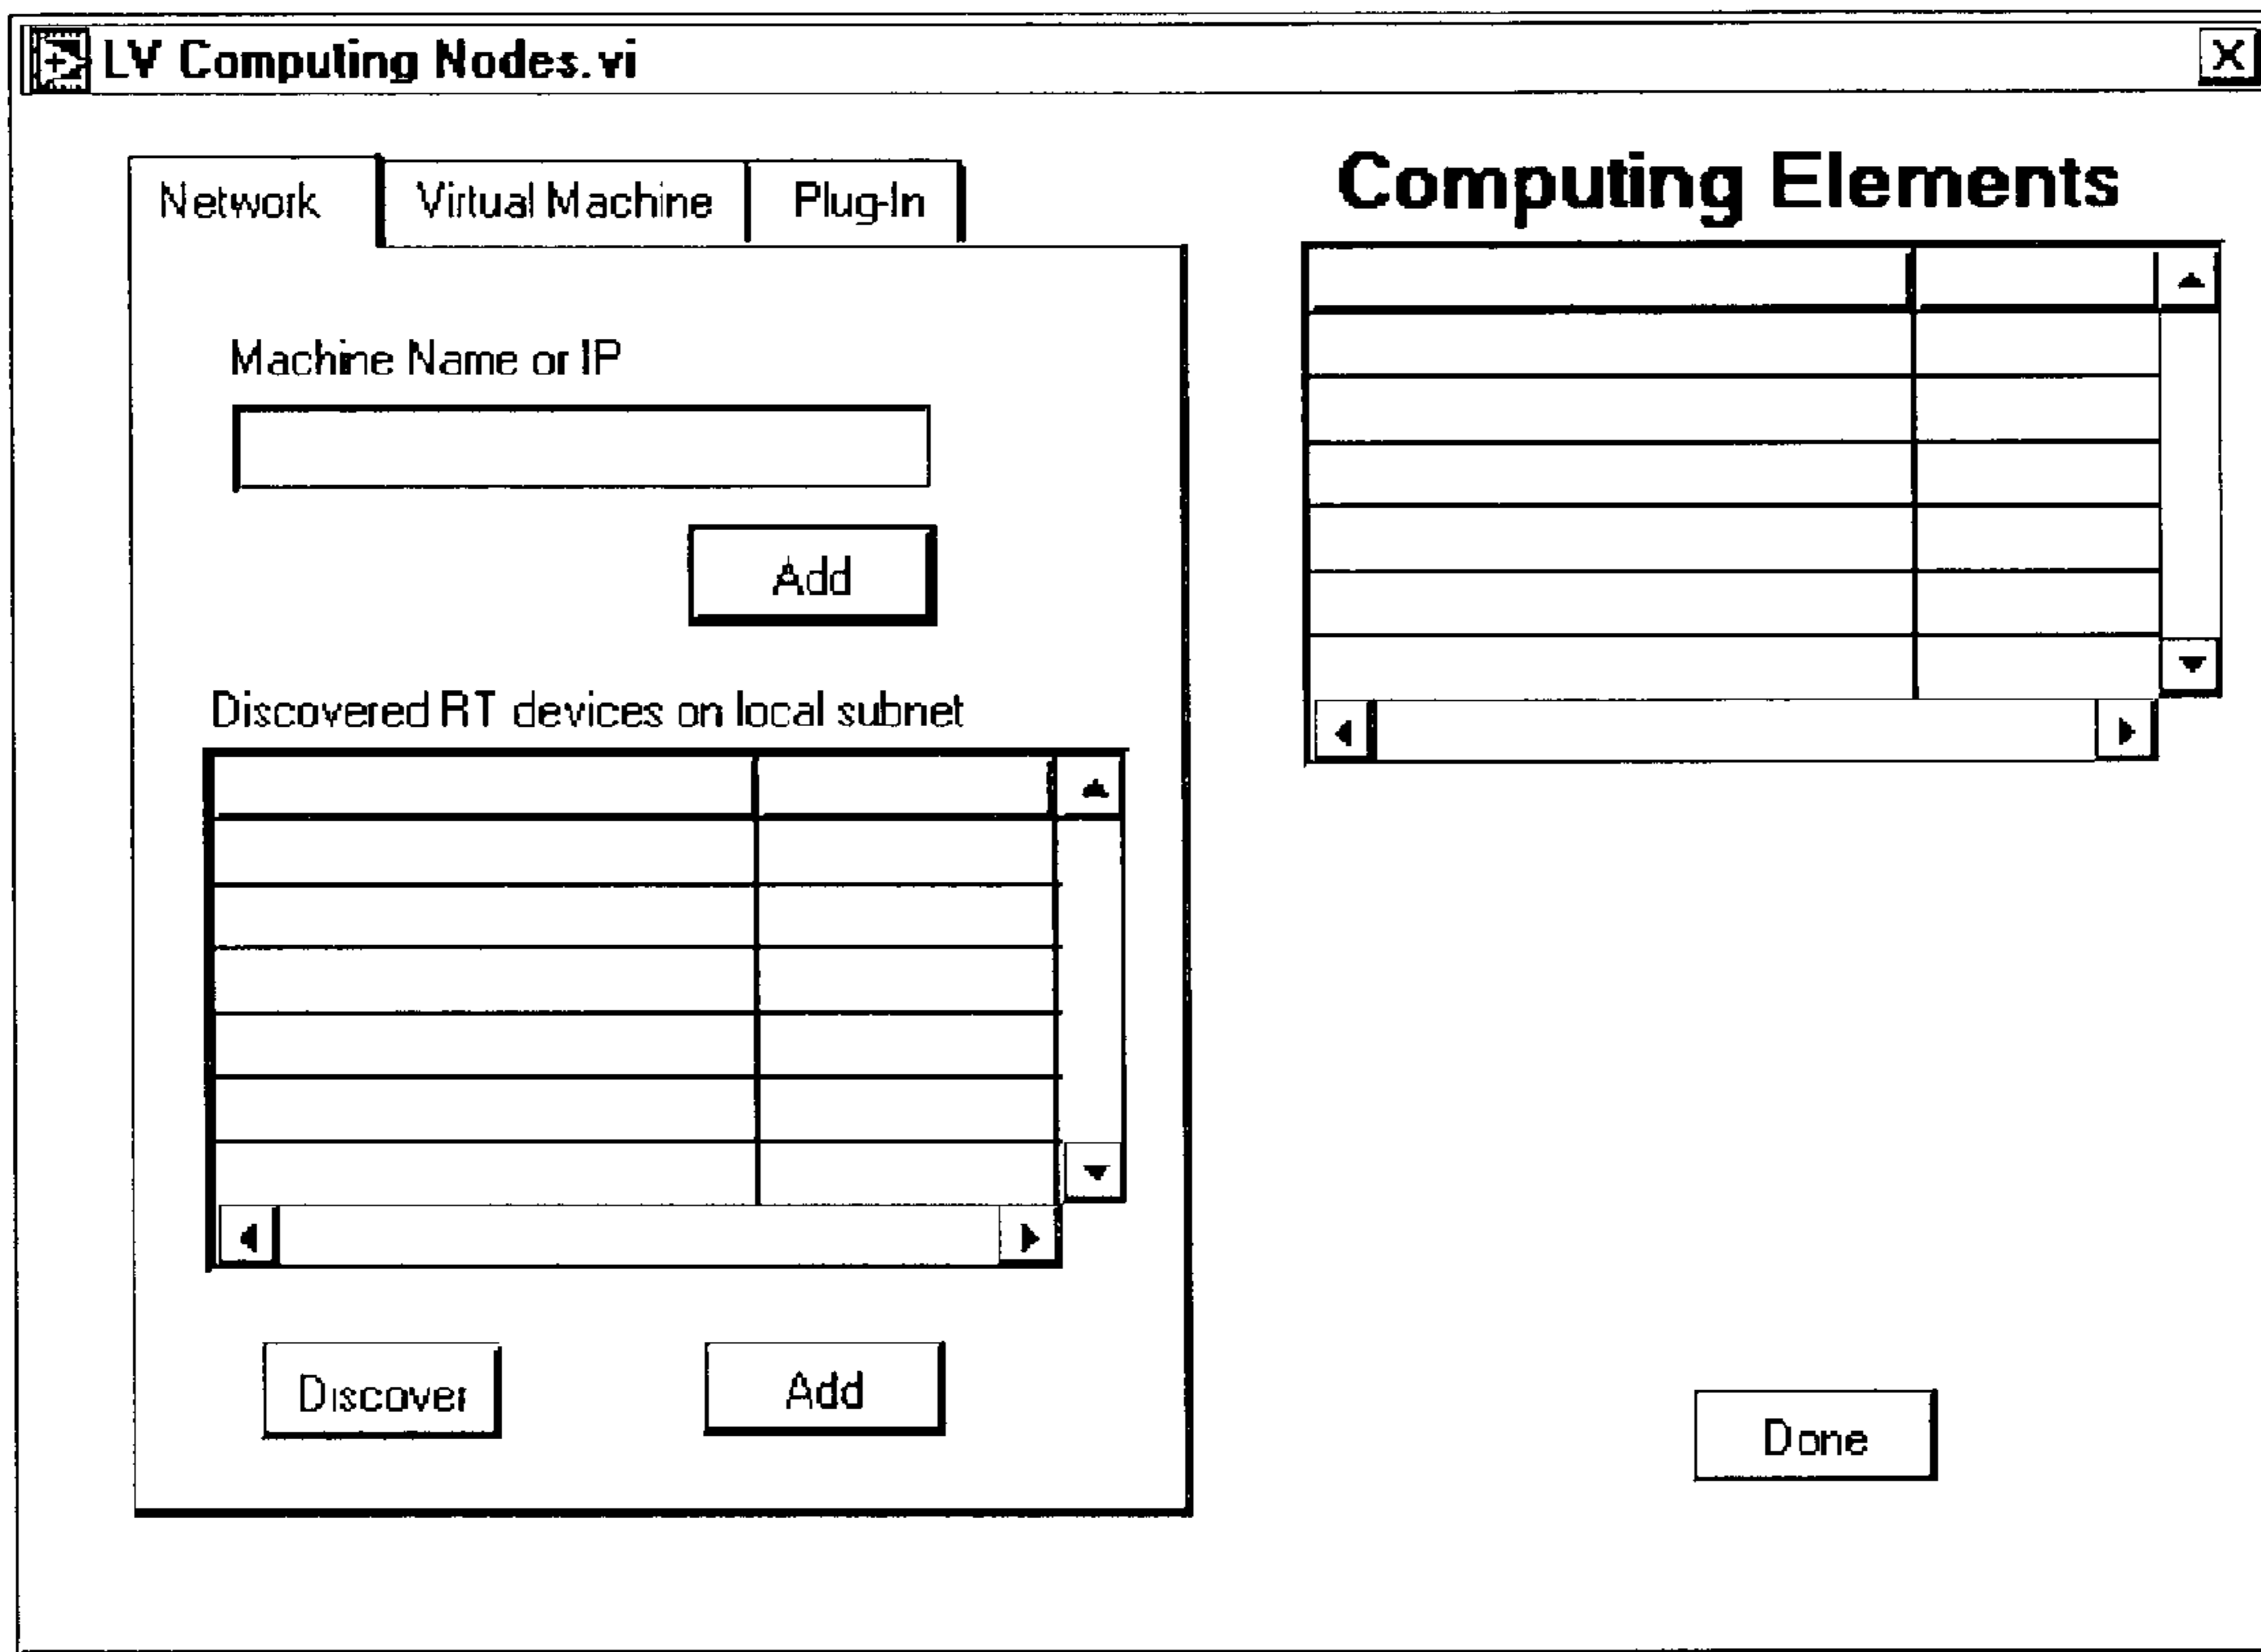 LV Computing Nodes.vi
Network
Virtual Machine
Plug-In
Machine Name or IP
Add
Discovered RT devices on local subnet
Discover
Add
Computing Elements
Done